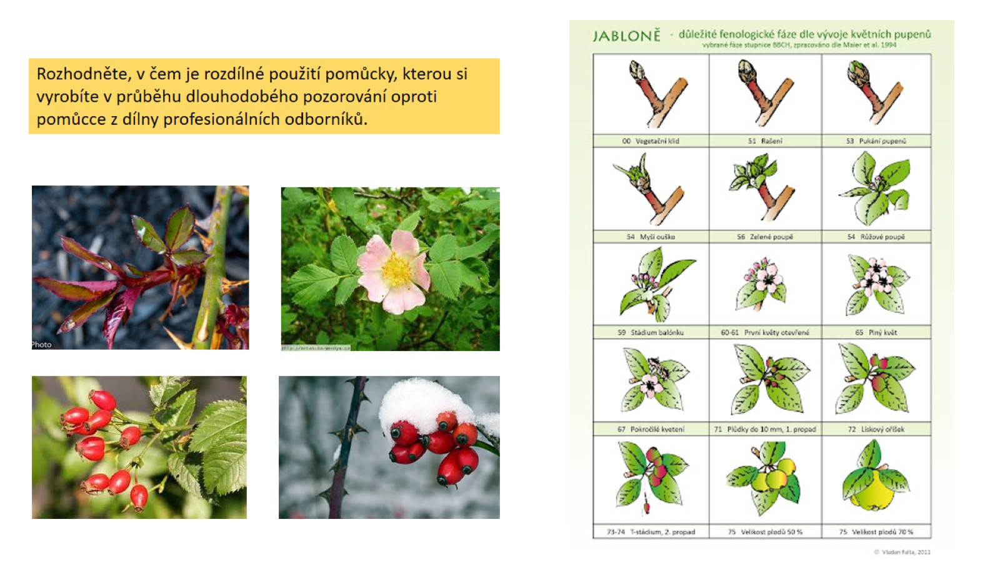 Rozhodněte, v čem je rozdílné použití pomůcky, kterou si
vyrobíte v průběhu dlouhodobého pozorování oproti
pomůcce z dílny profesionálních odborníků.
Photo
JABLONĚ - důležité fenologické fáze dle vývoje květních pupenů
vybrané fáze stupnice BBCH, zpracováno dle Maier et al. 1994
00 Vegetační klid
51 Rašení
53 Pukání pupenů
54 Myší ouško
56 Zelené poupě
54 Růžové poupě
59 Stádium balónku
60-61 První květy otevřené
65 Plný květ
67 Pokročilé kvetení
71 Plůdky do 10 mm, 1. propad
72 Lískový oříšek
73-74 T-stádium, 2. propad
75 Velikost plodů 50 %
75 Velikost plodů 70 %
© Vladan Falta, 2011